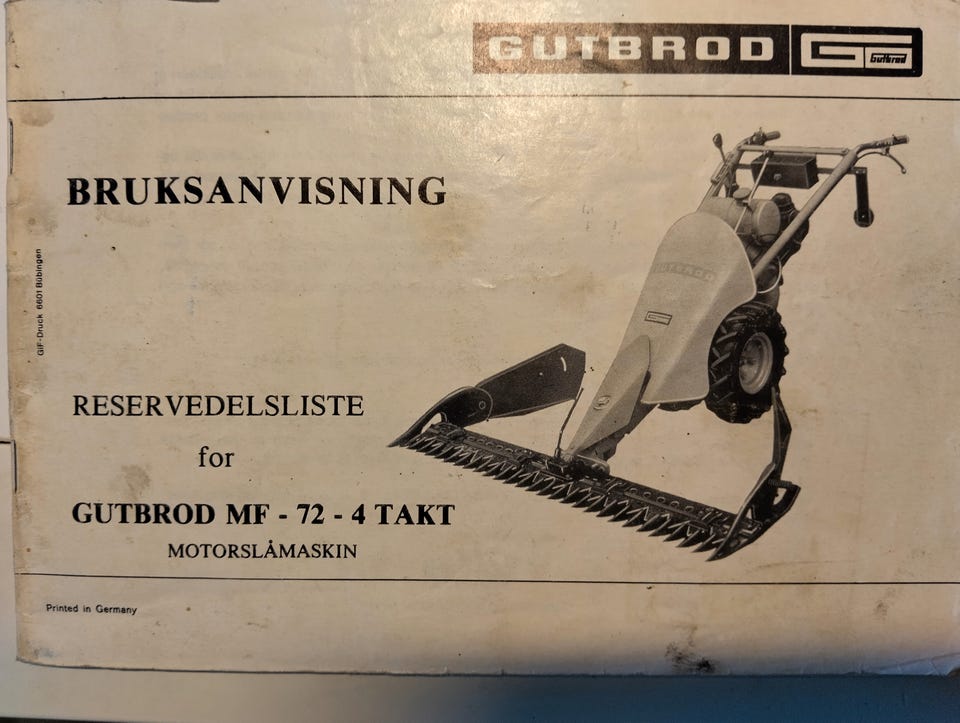 GUTBROD
Gutbrod
BRUKSANVISNING
GUTBROD
GiF-Druck 6601 Bübingen
RESERVEDELSLISTE
for
GUTBROD MF - 72 - 4 TAKT
MOTORSLÅMASKIN
Printed in Germany